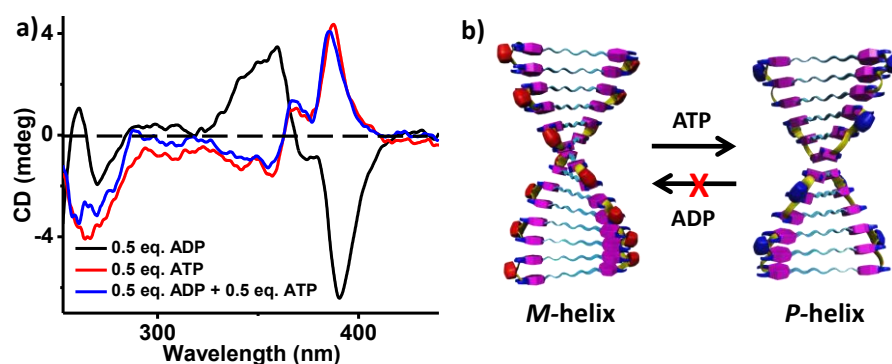 a)
CD (mdeg)
4
0
-4
0.5 eq. ADP
0.5 eq. ATP
0.5 eq. ADP + 0.5 eq. ATP
300
400
Wavelength (nm)
b)
ATP
X
ADP
M-helix
P-helix